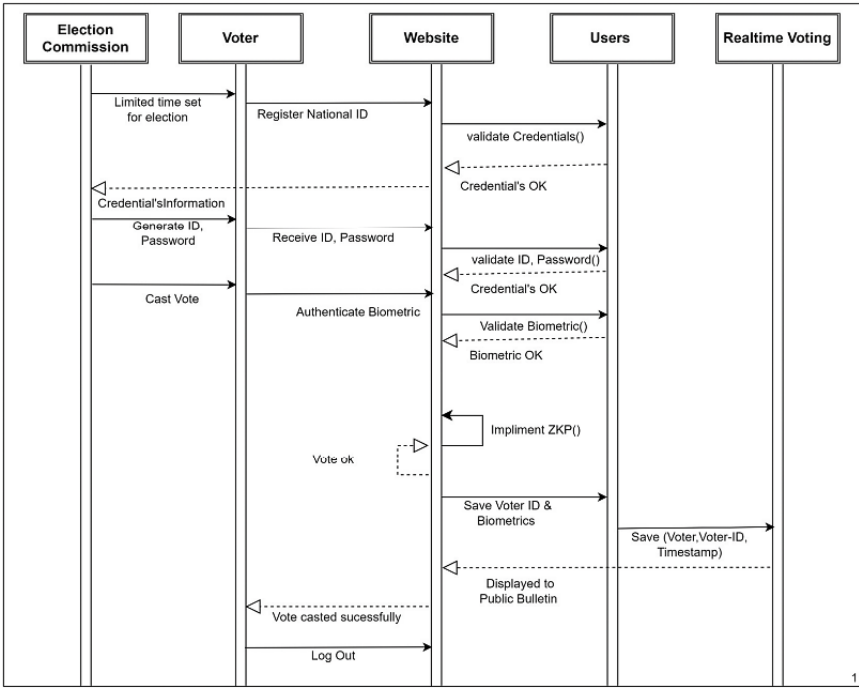 Election
Commission
Voter
Website
Users
Realtime Voting
Limited time set
for election
Register National ID
validate Credentials()
Credential's OK
Credential'sInformation
Generate ID,
Password
Receive ID, Password
validate ID, Password()
Credential's OK
Cast Vote
Authenticate Biometric
Validate Biometric()
Biometric OK
Impliment ZKP()
Vote ok
Save Voter ID &
Biometrics
Save (Voter,Voter-ID,
Timestamp)
Displayed to
Public Bulletin
Vote casted sucessfully
Log Out
1